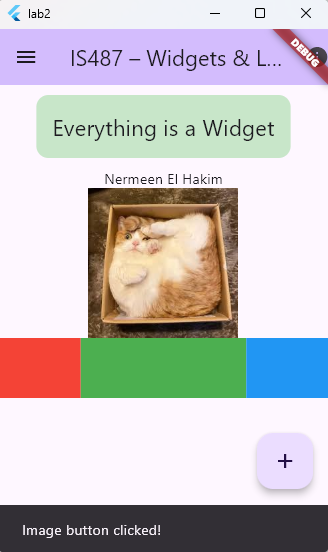 lab2
IS487 – Widgets & L...
DEBUG
Everything is a Widget
Nermeen El Hakim
Image button clicked!